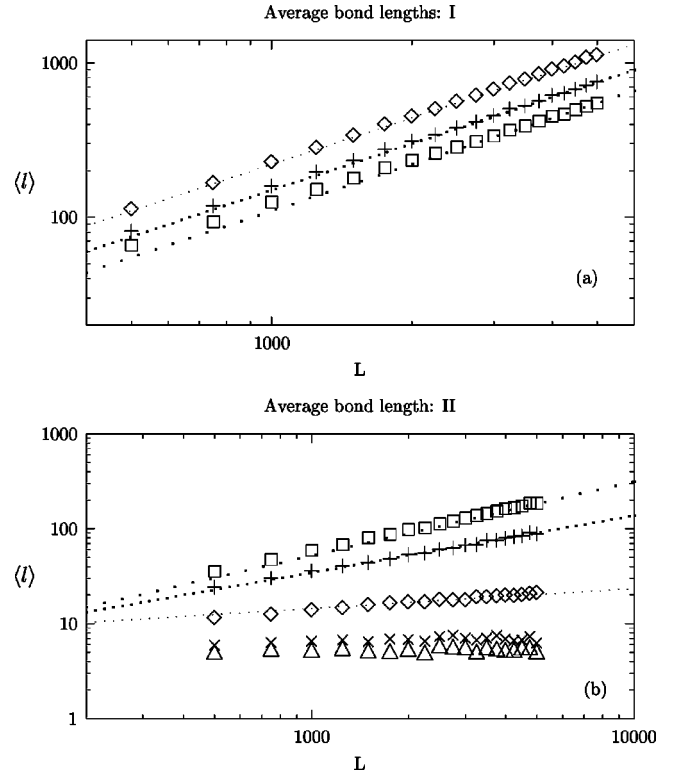 Average bond lengths: I
1000
100
⟨l⟩
(a)
1000
L
Average bond length: II
1000
100
⟨l⟩
10
1
(b)
1000
10000
L